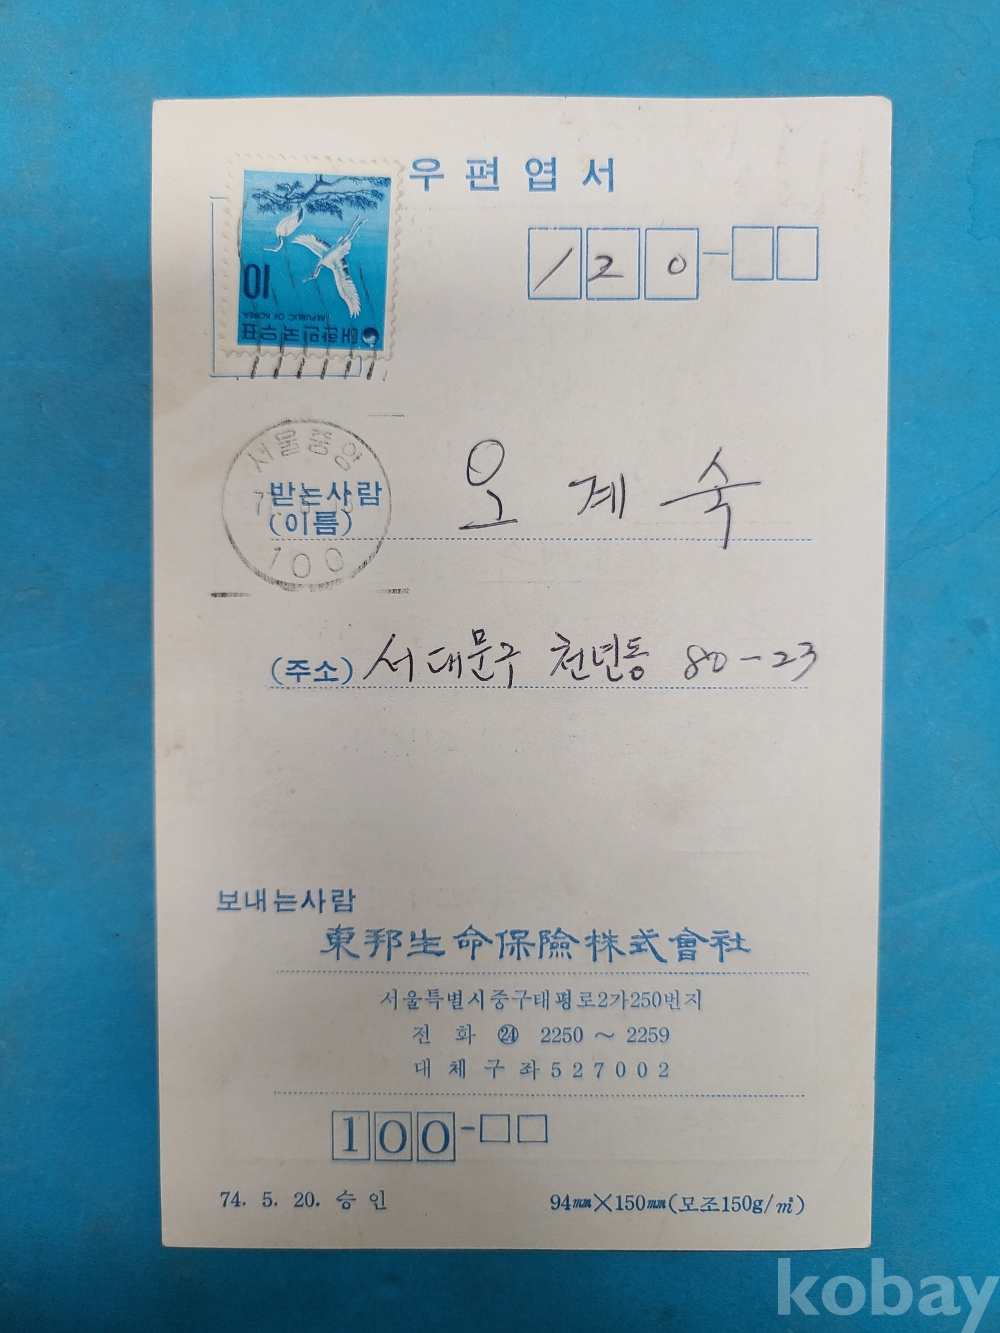 우편엽서
10
REPUBLIC OF KOREA
대한민국우표
120-
서울중앙
100
받는사람
(이름) 오계숙
(주소) 서대문구 천년동 80-23
보내는사람
東邦生命保險株式會社
서울특별시중구태평로2가250번지
전 화 ㉔ 2250 ～ 2259
대 체 구 좌 5 2 7 0 0 2
100-
74. 5. 20. 승 인
94㎜×150㎜(모조150g/㎡)
kobay